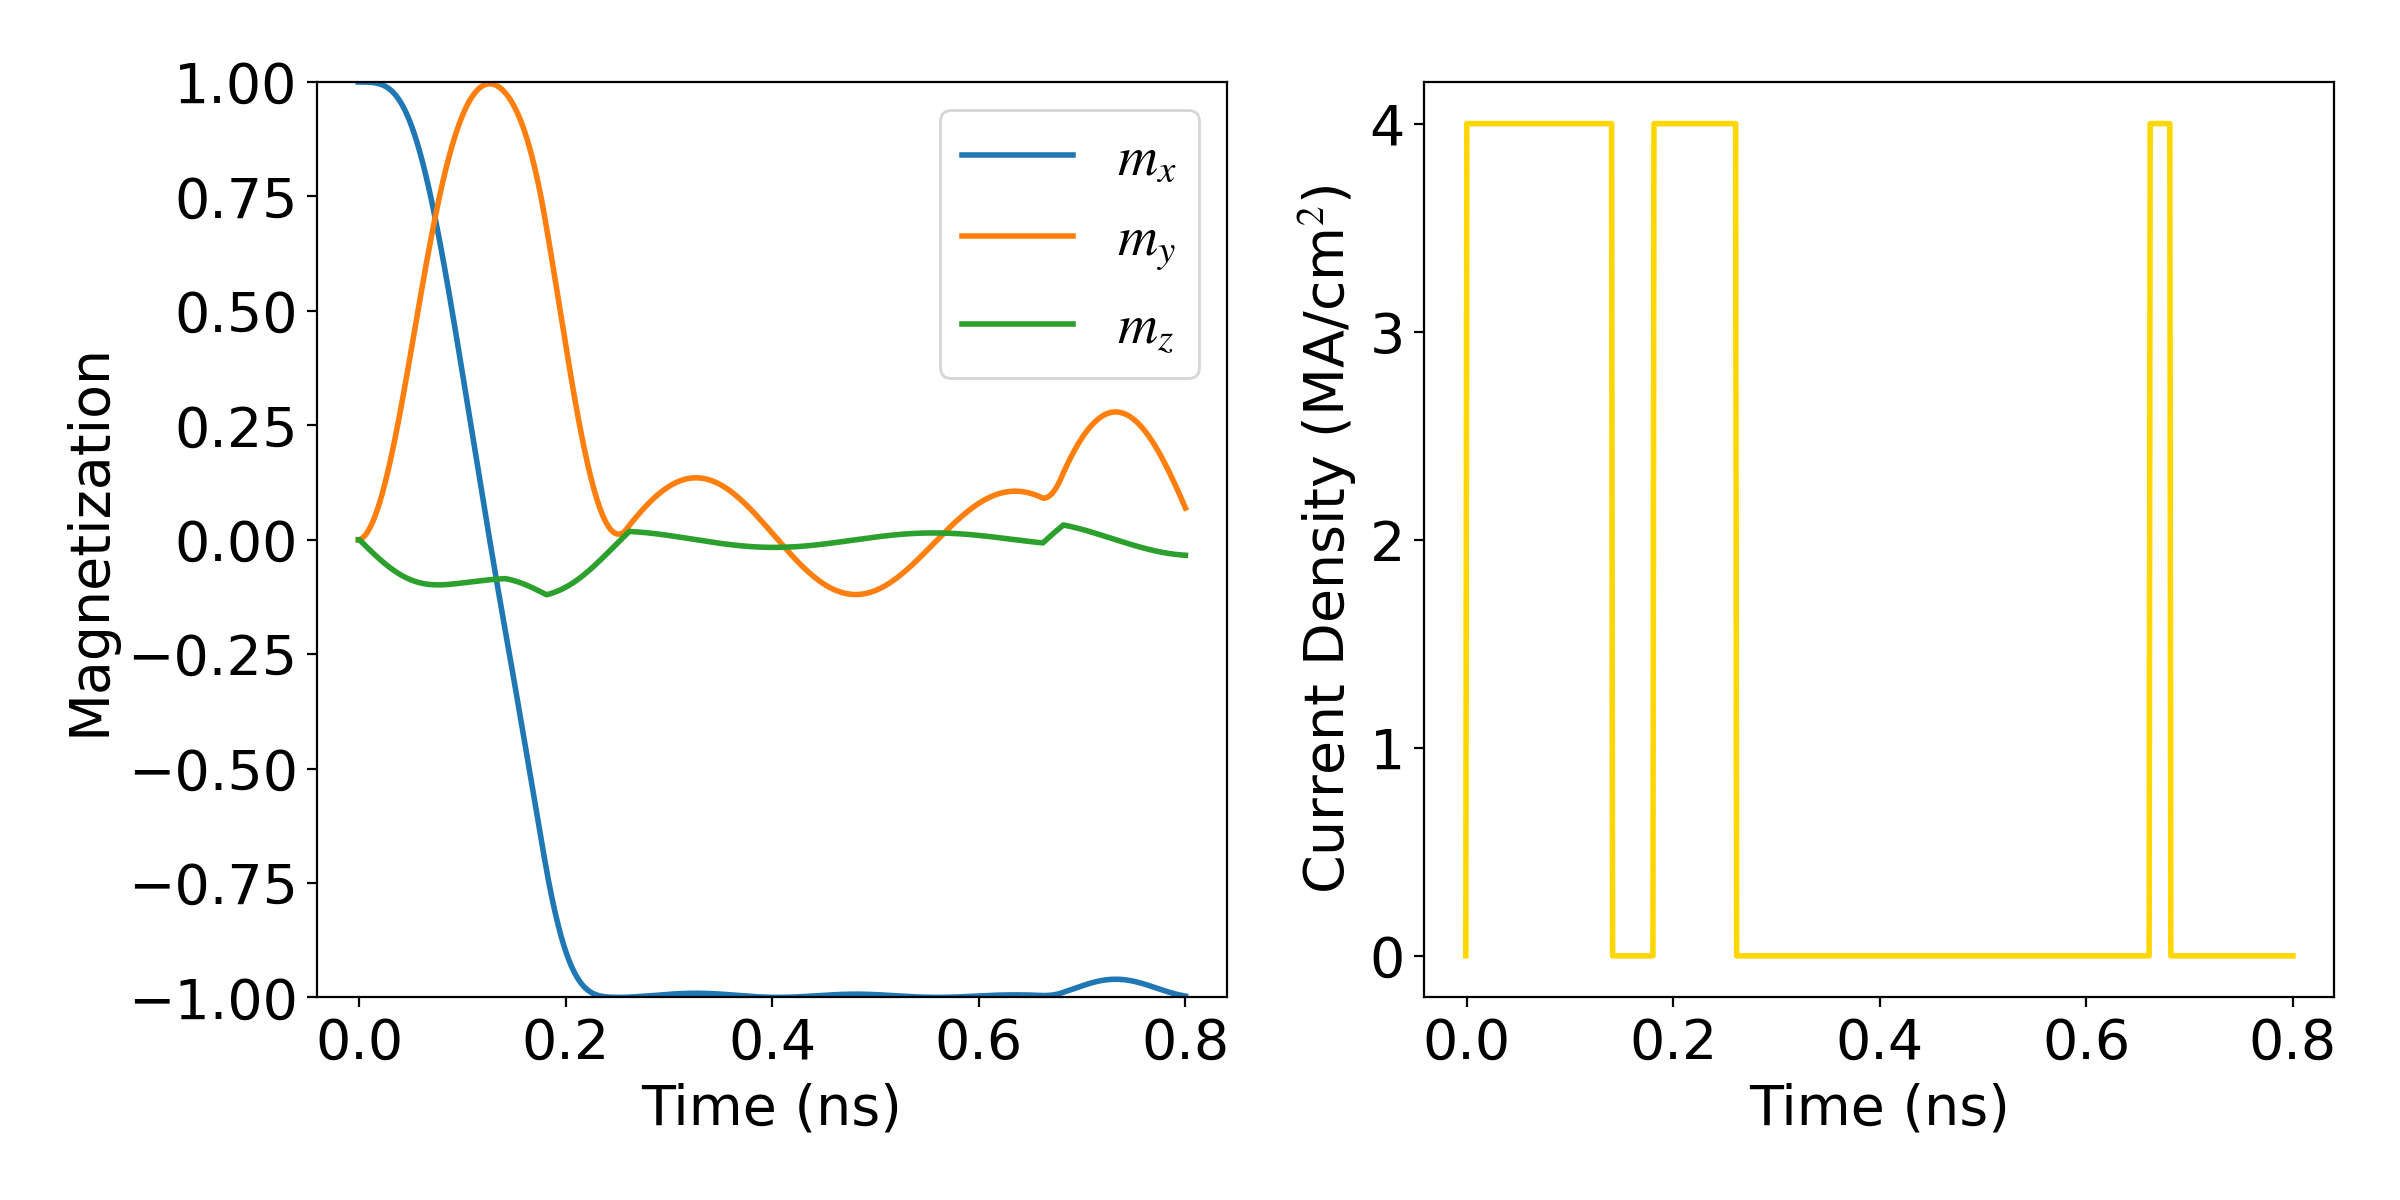 1.00
0.75
0.50
0.25
0.00
−0.25
−0.50
−0.75
−1.00
Magnetization
0.0 0.2 0.4 0.6 0.8
Time (ns)
m_x
m_y
m_z
4
3
2
1
0
Current Density (MA/cm²)
0.0 0.2 0.4 0.6 0.8
Time (ns)